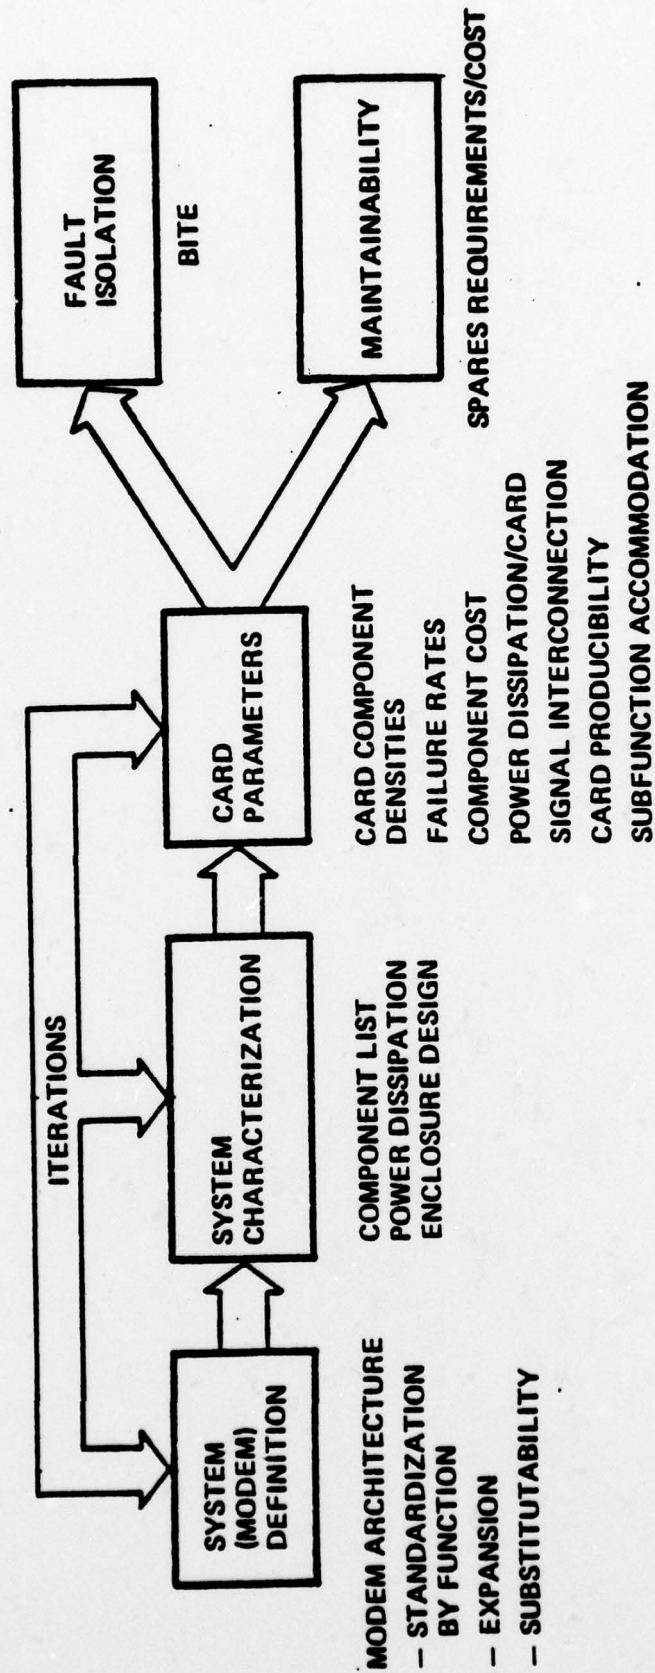 ITERATIONS
SYSTEM
(MODEM)
DEFINITION
MODEM ARCHITECTURE
– STANDARDIZATION
BY FUNCTION
– EXPANSION
– SUBSTITUTABILITY
SYSTEM
CHARACTERIZATION
COMPONENT LIST
POWER DISSIPATION
ENCLOSURE DESIGN
CARD
PARAMETERS
CARD COMPONENT
DENSITIES
FAILURE RATES
COMPONENT COST
POWER DISSIPATION/CARD
SIGNAL INTERCONNECTION
CARD PRODUCIBILITY
SUBFUNCTION ACCOMMODATION
FAULT
ISOLATION
BITE
MAINTAINABILITY
SPARES REQUIREMENTS/COST